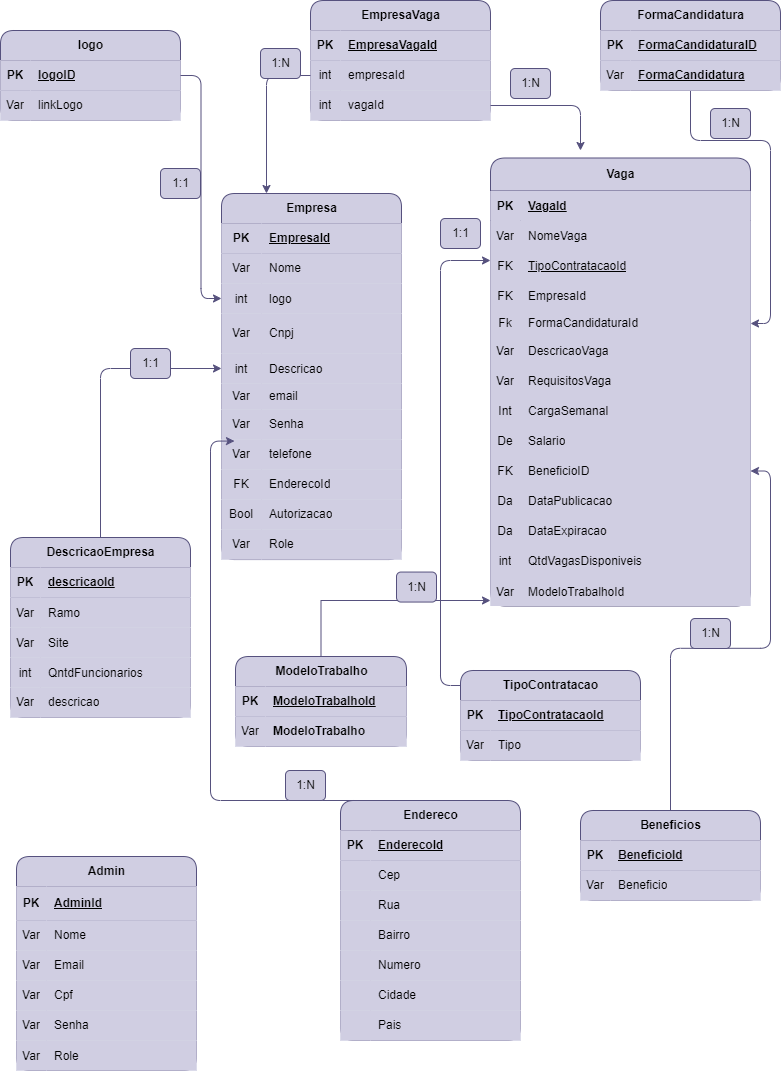 logo
PK logoID
Var linkLogo
EmpresaVaga
PK EmpresaVagaId
int empresaId
int vagaId
FormaCandidatura
PK FormaCandidaturaID
Var FormaCandidatura
1:N
1:N
1:N
1:1
Empresa
PK EmpresaId
Var Nome
int logo
Var Cnpj
int Descricao
Var email
Var Senha
Var telefone
FK EnderecoId
Bool Autorizacao
Var Role
1:1
Vaga
PK VagaId
Var NomeVaga
FK TipoContratacaoId
FK EmpresaId
Fk FormaCandidaturaId
Var DescricaoVaga
Var RequisitosVaga
Int CargaSemanal
De Salario
FK BeneficioID
Da DataPublicacao
Da DataExpiracao
int QtdVagasDisponiveis
Var ModeloTrabalhoId
1:1
DescricaoEmpresa
PK descricaoId
Var Ramo
Var Site
int QntdFuncionarios
Var descricao
1:N
1:N
ModeloTrabalho
PK ModeloTrabalhoId
Var ModeloTrabalho
TipoContratacao
PK TipoContratacaoId
Var Tipo
1:N
Endereco
PK EnderecoId
Cep
Rua
Bairro
Numero
Cidade
Pais
Beneficios
PK BeneficioId
Var Beneficio
Admin
PK AdminId
Var Nome
Var Email
Var Cpf
Var Senha
Var Role